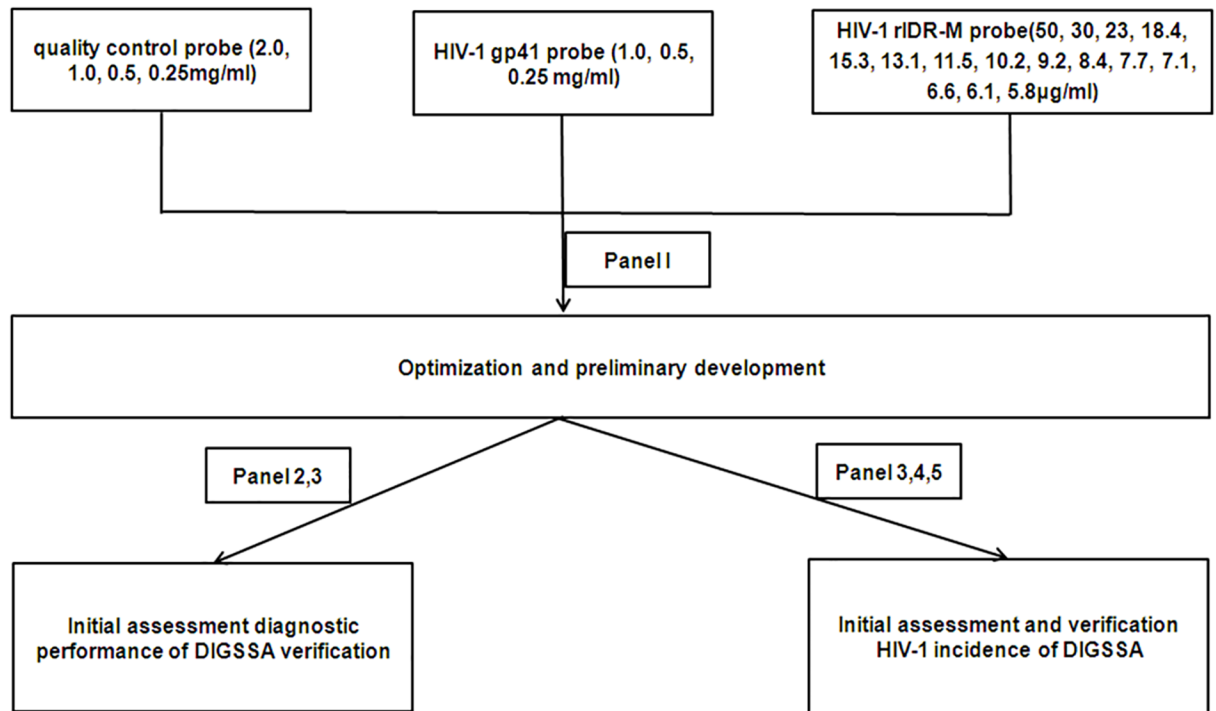 quality control probe (2.0,
1.0, 0.5, 0.25mg/ml)
HIV-1 gp41 probe (1.0, 0.5,
0.25 mg/ml)
HIV-1 rIDR-M probe(50, 30, 23, 18.4,
15.3, 13.1, 11.5, 10.2, 9.2, 8.4, 7.7, 7.1,
6.6, 6.1, 5.8μg/ml)
Panel I
Optimization and preliminary development
Panel 2,3
Panel 3,4,5
Initial assessment diagnostic
performance of DIGSSA verification
Initial assessment and verification
HIV-1 incidence of DIGSSA